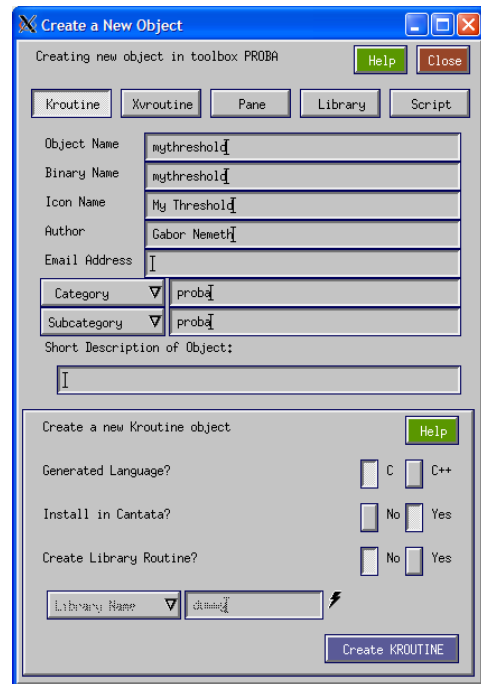 Create a New Object
Creating new object in toolbox PROBA Help Close
Kroutine Xvroutine Pane Library Script
Object Name mythreshold
Binary Name mythreshold
Icon Name My Threshold
Author Gabor Nemeth
Email Address
Category proba
Subcategory proba
Short Description of Object:
Create a new Kroutine object Help
Generated Language? C C++
Install in Cantata? No Yes
Create Library Routine? No Yes
Library Name
Create KROUTINE